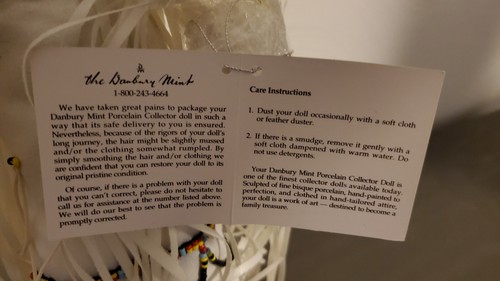 the Danbury Mint
1-800-243-4664
We have taken great pains to package your
Danbury Mint Porcelain Collector doll in such a
way that its safe delivery to you is ensured.
Nevertheless, because of the rigors of your doll's
long journey, the hair might be slightly mussed
and/or the clothing somewhat rumpled. By
simply smoothing the hair and/or clothing we
are confident that you can restore your doll to its
original pristine condition.
Of course, if there is a problem with your doll
that you can't correct, please do not hesitate to
call us for assistance at the number listed above.
We will do our best to see that the problem is
promptly corrected.
Care Instructions
1. Dust your doll occasionally with a soft cloth
or leather duster.
2. If there is a smudge, remove it gently with a
soft cloth dampered with warm water. Do
not use detergents.
Your Danbury Mint Porcelain Collector Doll is
one of the finest collector dolls available today.
Sculpted of fine bisque porcelain, hand-painted to
perfection, and clothed in hand-tailored attire,
your doll is a work of art — destined to become a
family treasure.